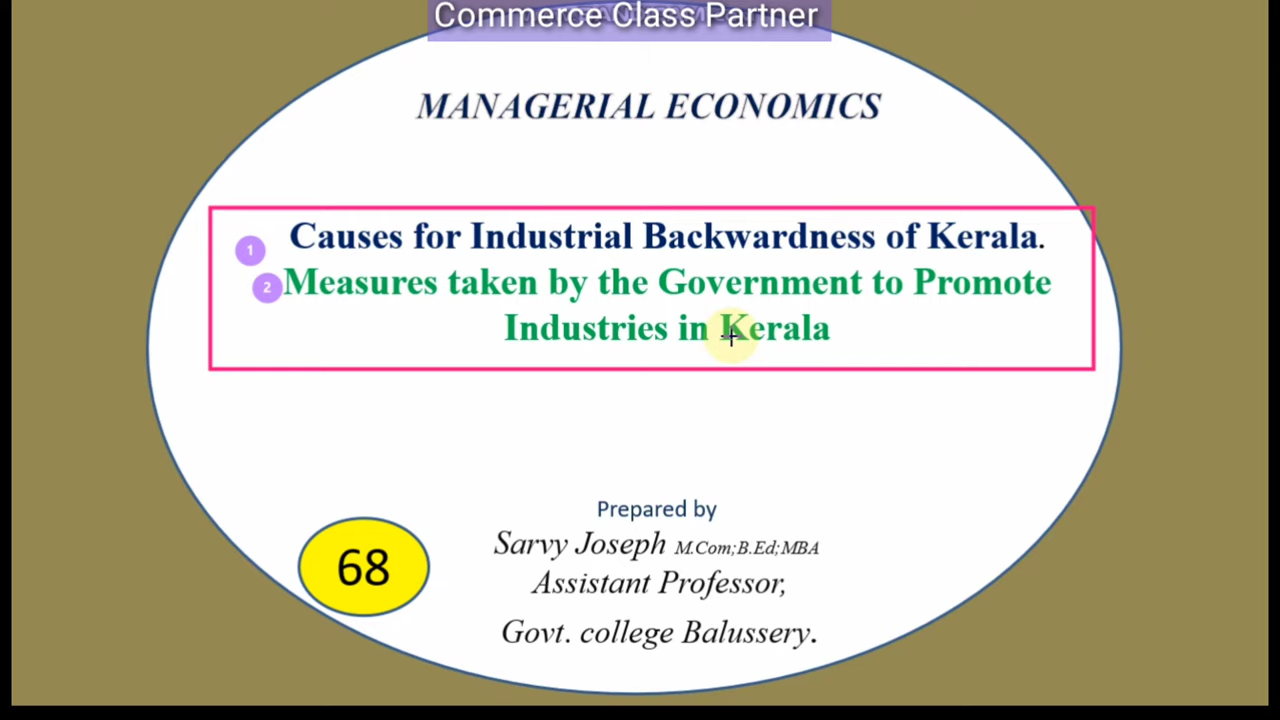 Commerce Class Partner
MANAGERIAL ECONOMICS
1 Causes for Industrial Backwardness of Kerala.
2 Measures taken by the Government to Promote
Industries in Kerala
Prepared by
Sarvy Joseph M.Com;B.Ed;MBA
68
Assistant Professor,
Govt. college Balussery.